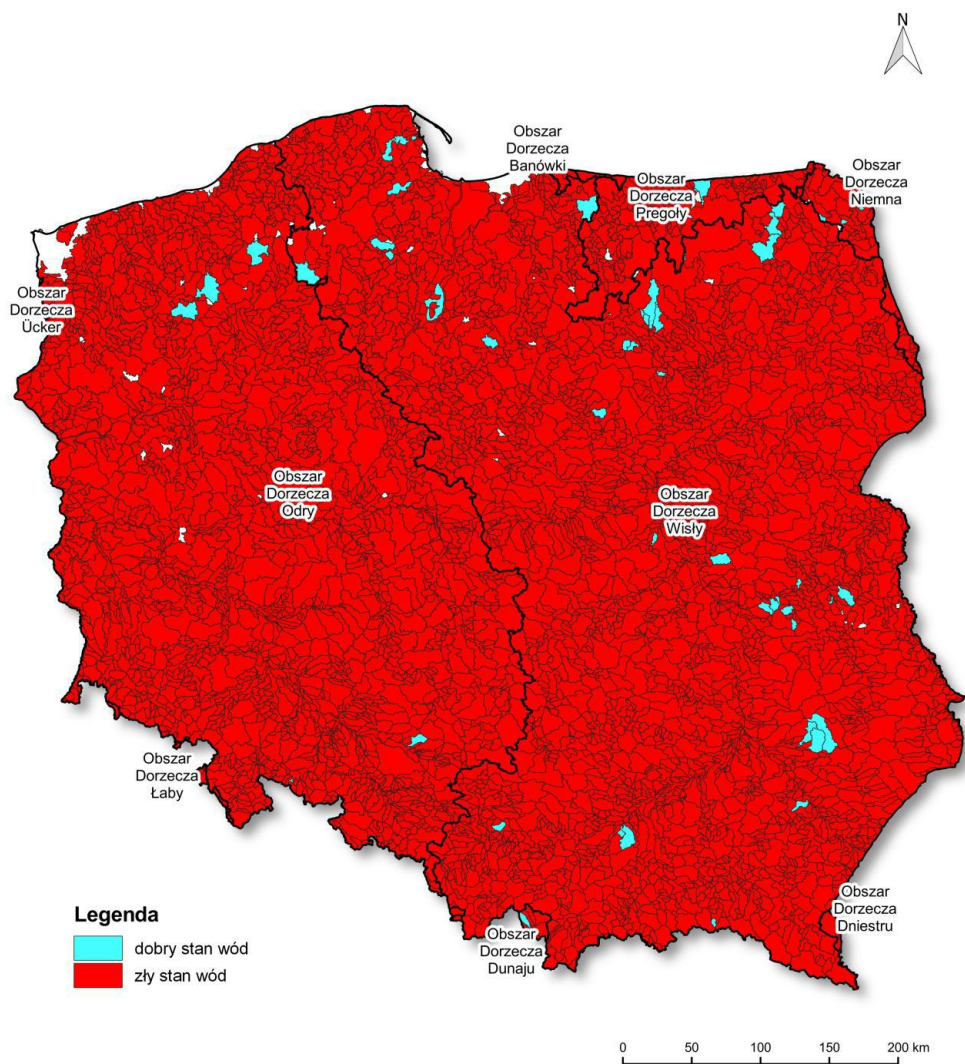 N
Obszar
Dorzecza
Banówki
Obszar
Dorzecza
Niemna
Obszar
Dorzecza
Pregoły
Obszar
Dorzecza
Ücker
Obszar
Dorzecza
Odry
Obszar
Dorzecza
Wisły
Obszar
Dorzecza
Łaby
Obszar
Dorzecza
Dniestru
Obszar
Dorzecza
Dunaju
Legenda
dobry stan wód
zły stan wód
0 50 100 150 200 km